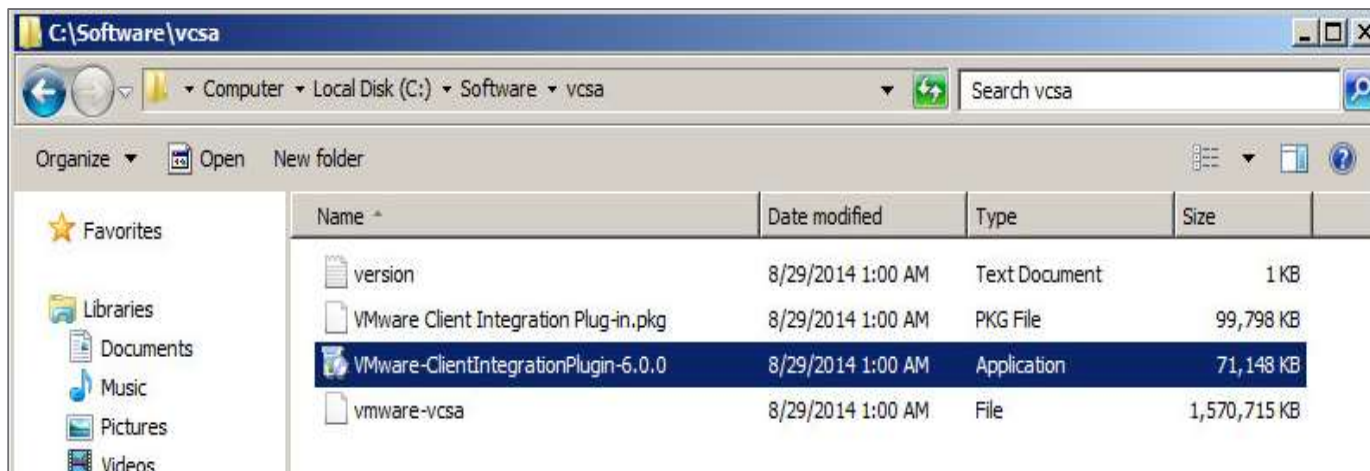 C:\Software\vcsa
Computer Local Disk (C:) Software vcsa
Search vcsa
Organize Open New folder
Favorites
Libraries
Documents
Music
Pictures
Videos
Name Date modified Type Size
version 8/29/2014 1:00 AM Text Document 1 KB
VMware Client Integration Plug-in.pkg 8/29/2014 1:00 AM PKG File 99,798 KB
VMware-ClientIntegrationPlugin-6.0.0 8/29/2014 1:00 AM Application 71,148 KB
vmware-vcsa 8/29/2014 1:00 AM File 1,570,715 KB